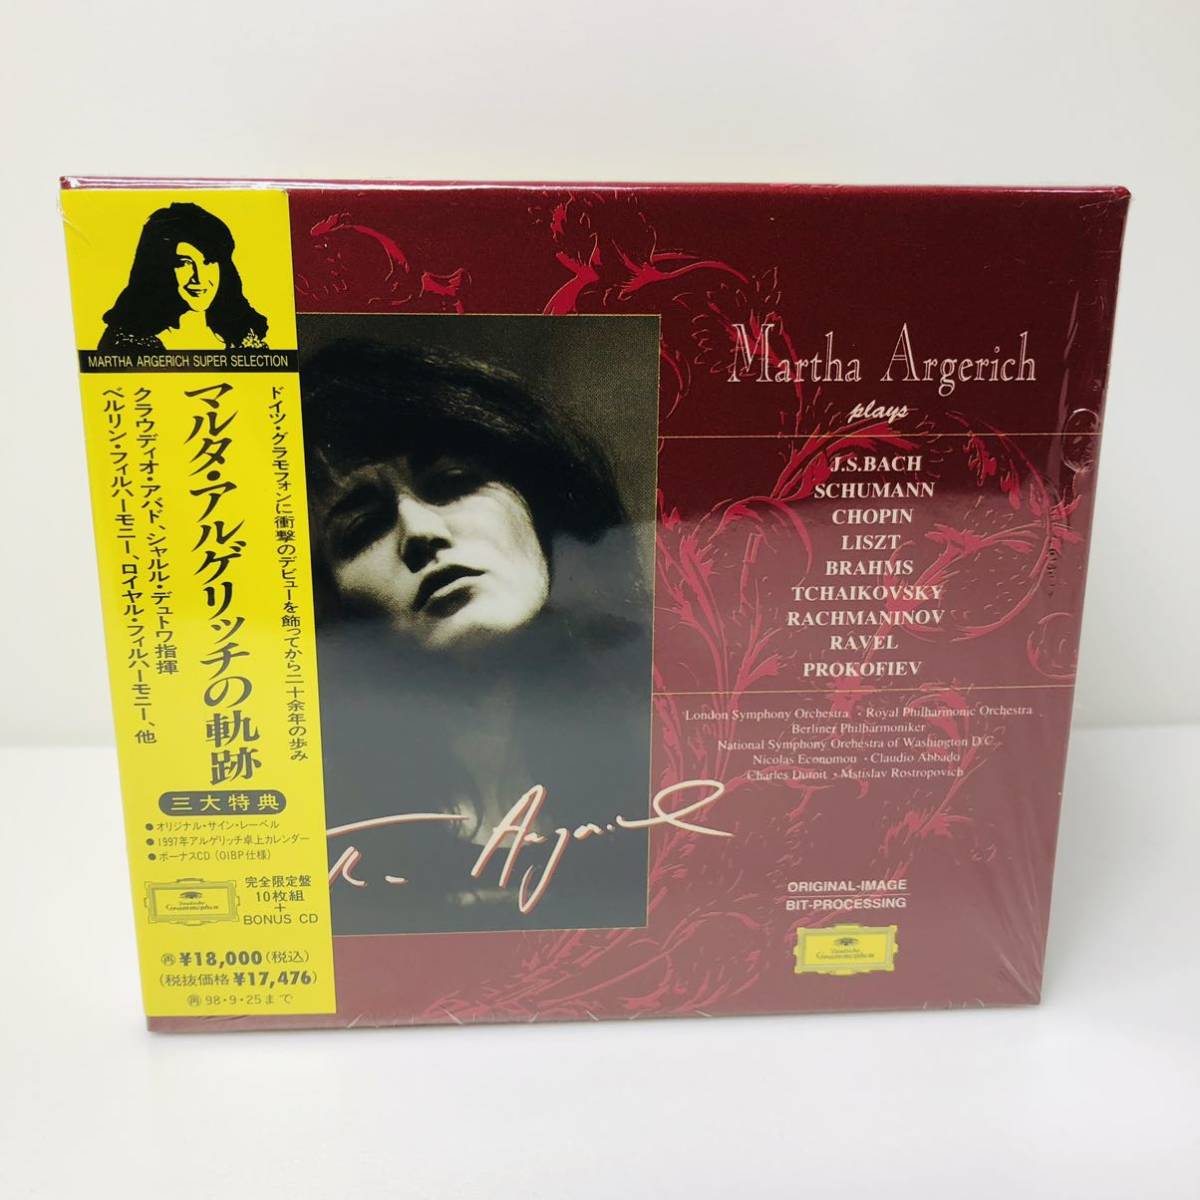 MARTHA ARGERICH SUPER SELECTION
ドイツ・グラモフォンに衝撃のデビューを飾ってから二十余年の歩み
マルタ・アルゲリッチの軌跡
クラウディオ・アバド、シャルル・デュトワ指揮
ベルリン・フィルハーモニー、ロイヤル・フィルハーモニー、他
三大特典
●オリジナル・サイン・レーベル
●1997年アルゲリッチ卓上カレンダー
●ボーナスCD(OIBP仕様)
Deutsche
Grammophon
完全限定盤
10枚組
+
BONUS CD
㊐¥18,000(税込)
(税抜価格¥17,476)
㊐98・9・25まで
Martha Argerich
plays
J.S.BACH
SCHUMANN
CHOPIN
LISZT
BRAHMS
TCHAIKOVSKY
RACHMANINOV
RAVEL
PROKOFIEV
London Symphony Orchestra・Royal Philharmonic Orchestra
Berliner Philharmoniker
National Symphony Orchestra of Washington D.C.
Nicolas Economou・Claudio Abbado
Charles Dutoit・Mstislav Rostropovich
Argerich
ORIGINAL-IMAGE
BIT-PROCESSING
Deutsche
Grammophon